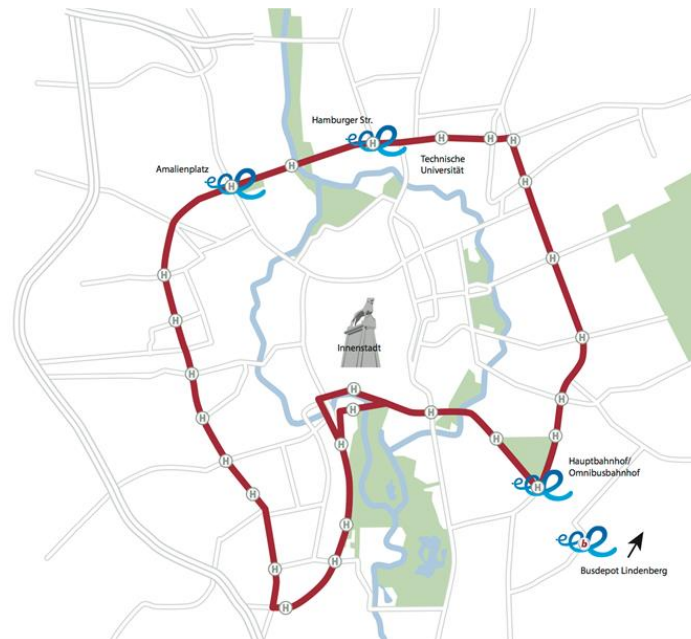 Hamburger Str.
H
H
H
H
Technische
Universität
H
Amalienplatz
H
H
H
H
H
H
Innenstadt
H
H
H
H
H
H
H
H
H
H
Hauptbahnhof/
Omnibusbahnhof
H
H
H
b
H
H
Busdepot Lindenberg
H